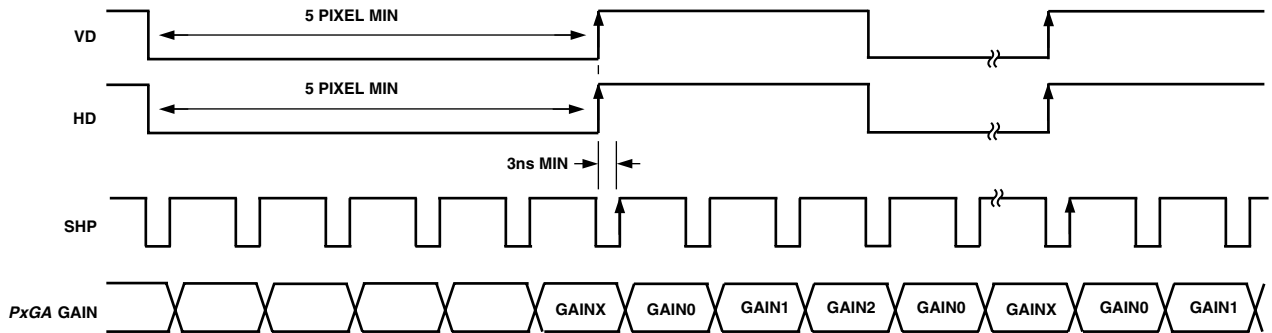 5 PIXEL MIN
VD
5 PIXEL MIN
HD
3ns MIN
SHP
PxGA GAIN GAINX GAIN0 GAIN1 GAIN2 GAIN0 GAINX GAIN0 GAIN1